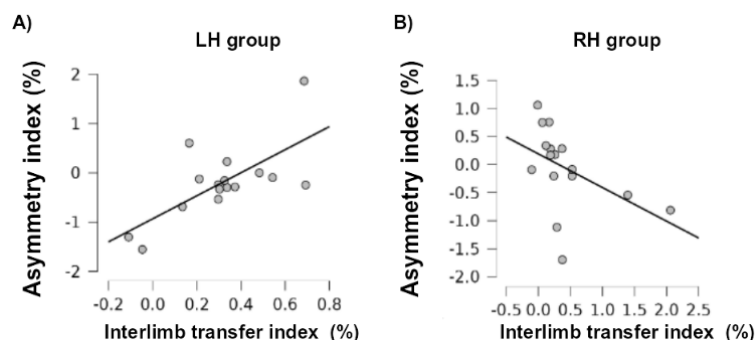 A)
LH group
Asymmetry index (%)
2
1
0
-1
-2
-0.2 0.0 0.2 0.4 0.6 0.8
Interlimb transfer index (%)
B)
RH group
Asymmetry index (%)
1.5
1.0
0.5
0.0
-0.5
-1.0
-1.5
-2.0
-0.5 0.0 0.5 1.0 1.5 2.0 2.5
Interlimb transfer index (%)